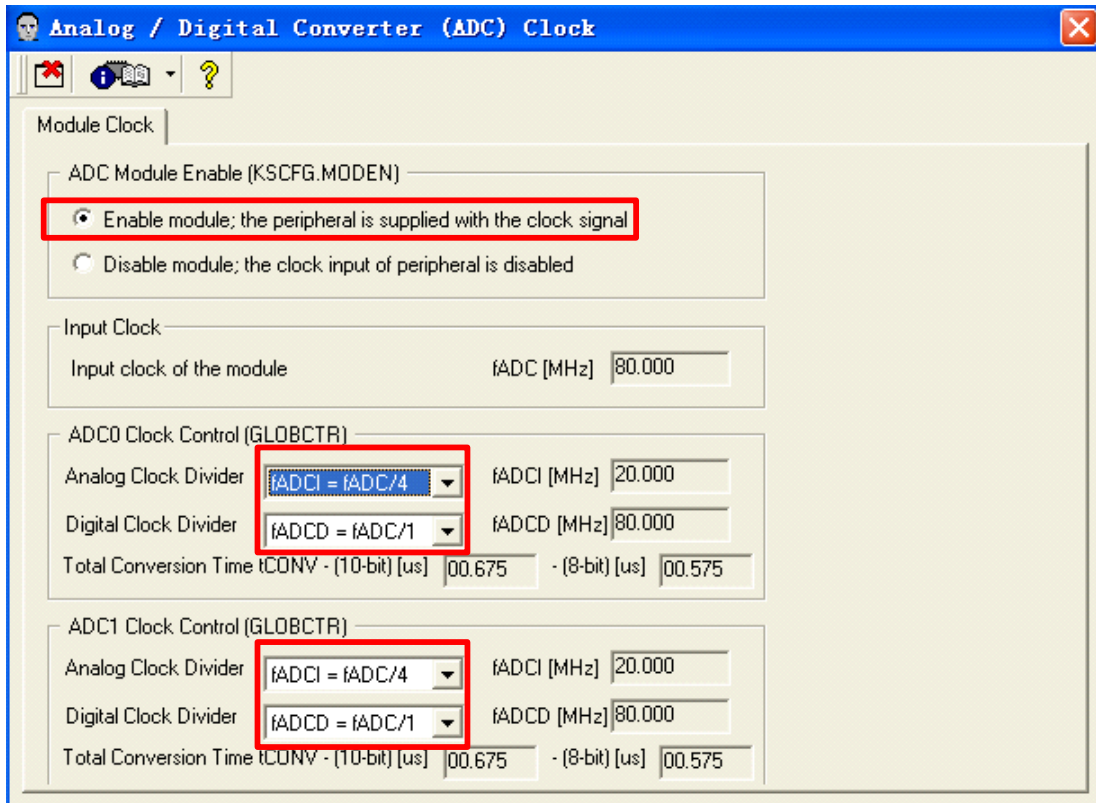 Analog / Digital Converter (ADC) Clock
Module Clock
ADC Module Enable (KSCFG.MODEN)
Enable module; the peripheral is supplied with the clock signal
Disable module; the clock input of peripheral is disabled
Input Clock
Input clock of the module fADC [MHz] 80.000
ADC0 Clock Control (GLOBCTR)
Analog Clock Divider fADCI = fADC/4 fADCI [MHz] 20.000
Digital Clock Divider fADCD = fADC/1 fADCD [MHz] 80.000
Total Conversion Time tCONV - (10-bit) [us] 00.675 - (8-bit) [us] 00.575
ADC1 Clock Control (GLOBCTR)
Analog Clock Divider fADCI = fADC/4 fADCI [MHz] 20.000
Digital Clock Divider fADCD = fADC/1 fADCD [MHz] 80.000
Total Conversion Time tCONV - (10-bit) [us] 00.675 - (8-bit) [us] 00.575